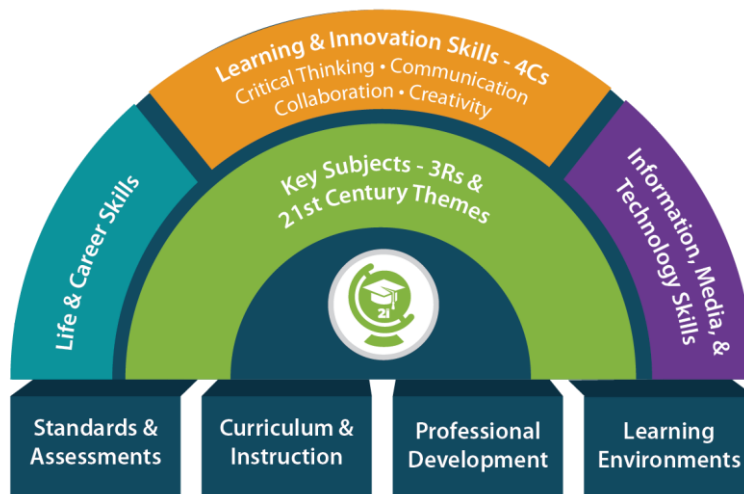 Learning & Innovation Skills - 4Cs
Critical Thinking • Communication
Collaboration • Creativity
Life & Career Skills
Key Subjects - 3Rs &
21st Century Themes
Information, Media, &
Technology Skills
21
Standards &
Assessments
Curriculum &
Instruction
Professional
Development
Learning
Environments